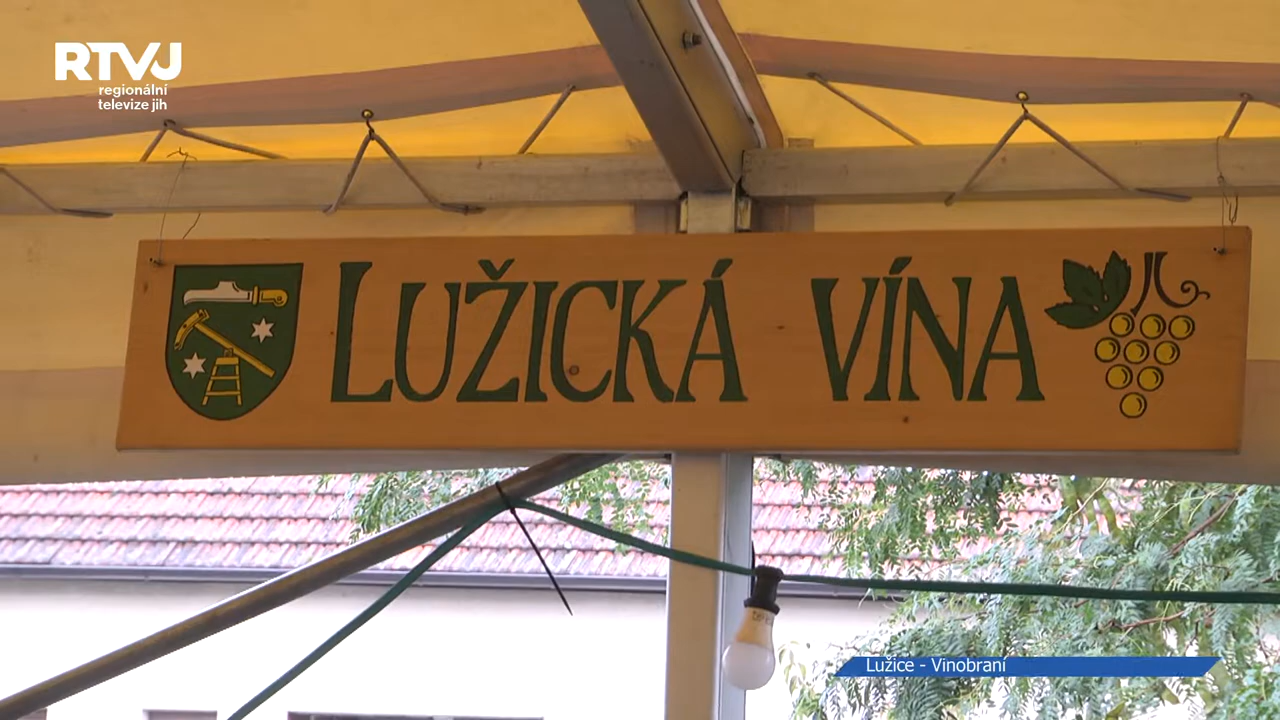 RTVJ
regionální
televize jih
LUŽICKÁ VÍNA
Lužice - Vinobraní